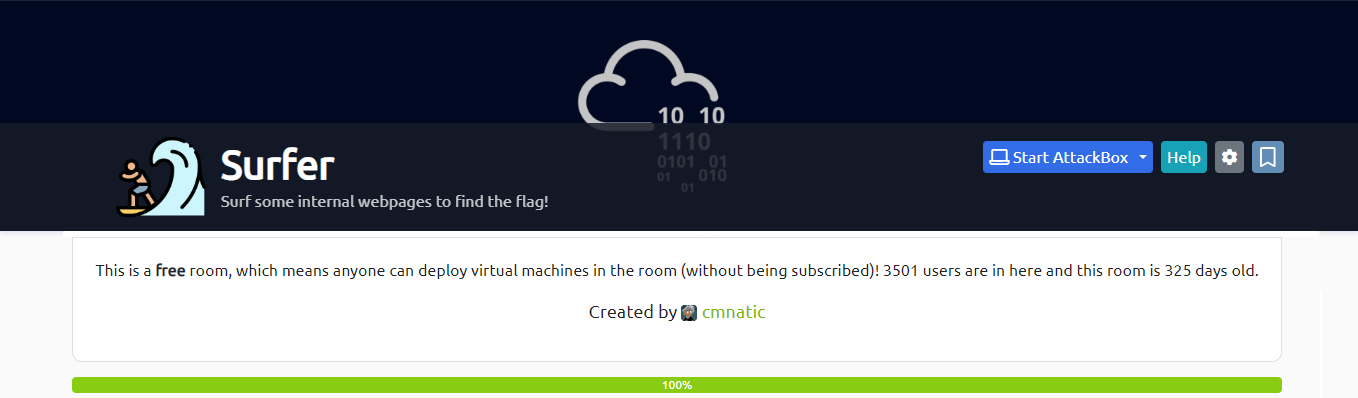 10 10
1110
0101 01
01 010
01
Surfer
Surf some internal webpages to find the flag!
Start AttackBox
Help
This is a free room, which means anyone can deploy virtual machines in the room (without being subscribed)! 3501 users are in here and this room is 325 days old.
Created by cmnatic
100%